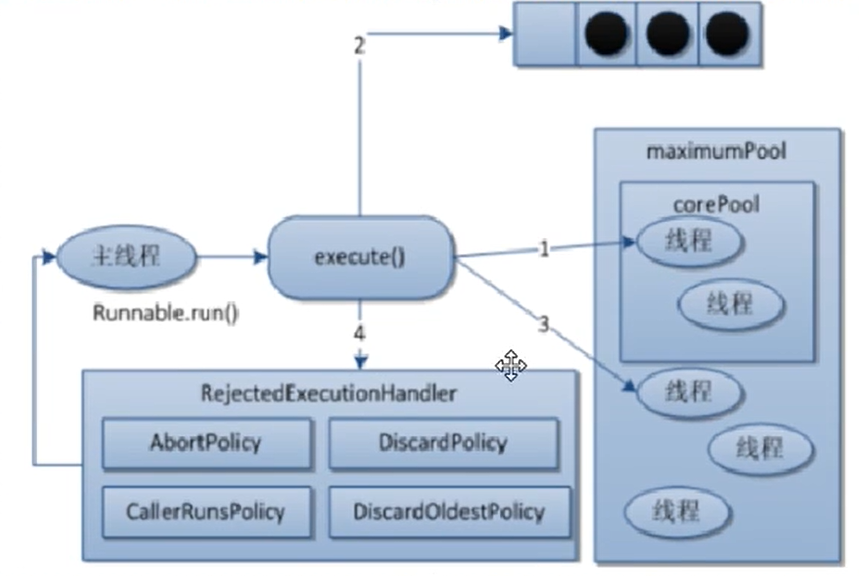 2
maximumPool
corePool
线程
1
主线程
execute()
线程
Runnable.run()
3
4
线程
RejectedExecutionHandler
AbortPolicy
DiscardPolicy
线程
CallerRunsPolicy
DiscardOldestPolicy
线程